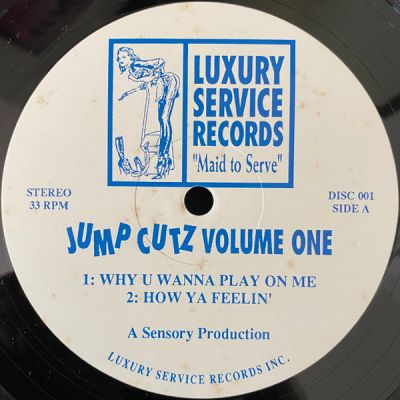 LUXURY
SERVICE
RECORDS
"Maid to Serve"
STEREO
33 RPM
DISC 001
SIDE A
JUMP CUTZ VOLUME ONE
1: WHY U WANNA PLAY ON ME
2: HOW YA FEELIN'
A Sensory Production
LUXURY SERVICE RECORDS INC.